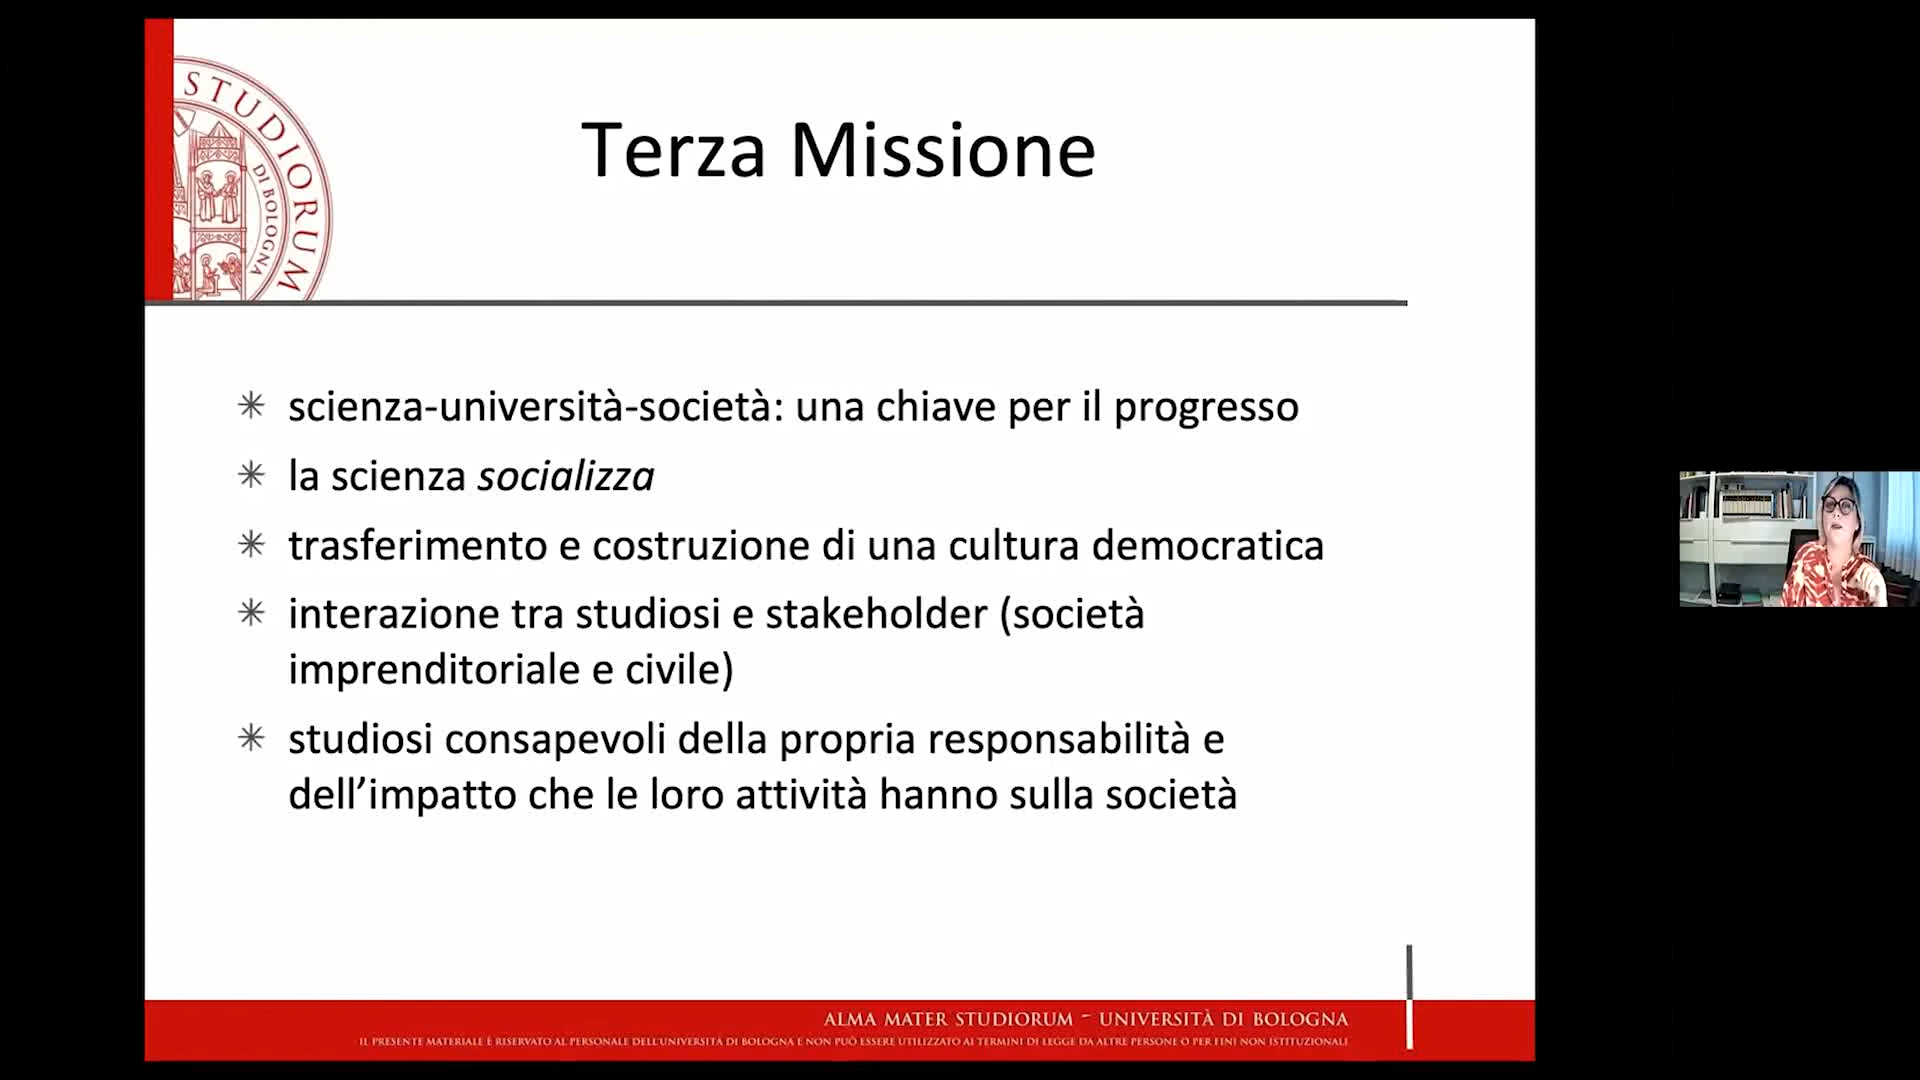 STUDIORUM
DI BOLOGNA
Terza Missione
scienza-università-società: una chiave per il progresso
la scienza socializza
trasferimento e costruzione di una cultura democratica
interazione tra studiosi e stakeholder (società
imprenditoriale e civile)
studiosi consapevoli della propria responsabilità e
dell’impatto che le loro attività hanno sulla società
ALMA MATER STUDIORUM – UNIVERSITÀ DI BOLOGNA
IL PRESENTE MATERIALE È RISERVATO AL PERSONALE DELL'UNIVERSITÀ DI BOLOGNA E NON PUÒ ESSERE UTILIZZATO AI TERMINI DI LEGGE DA ALTRE PERSONE O PER FINI NON ISTITUZIONALI